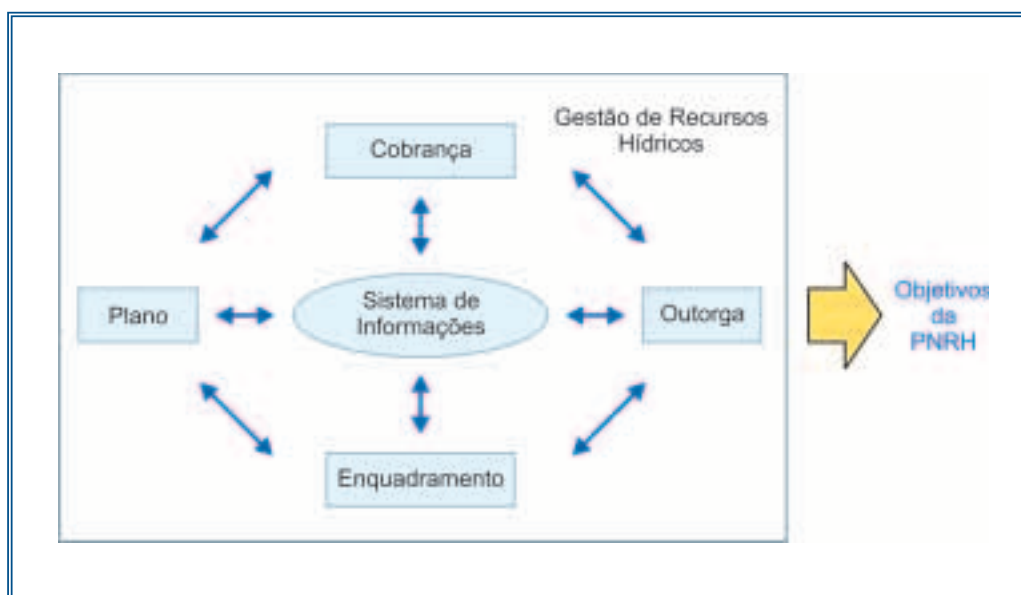 Gestão de Recursos
Hídricos
Cobrança
Plano
Sistema de
Informações
Outorga
Enquadramento
Objetivos
da
PNRH